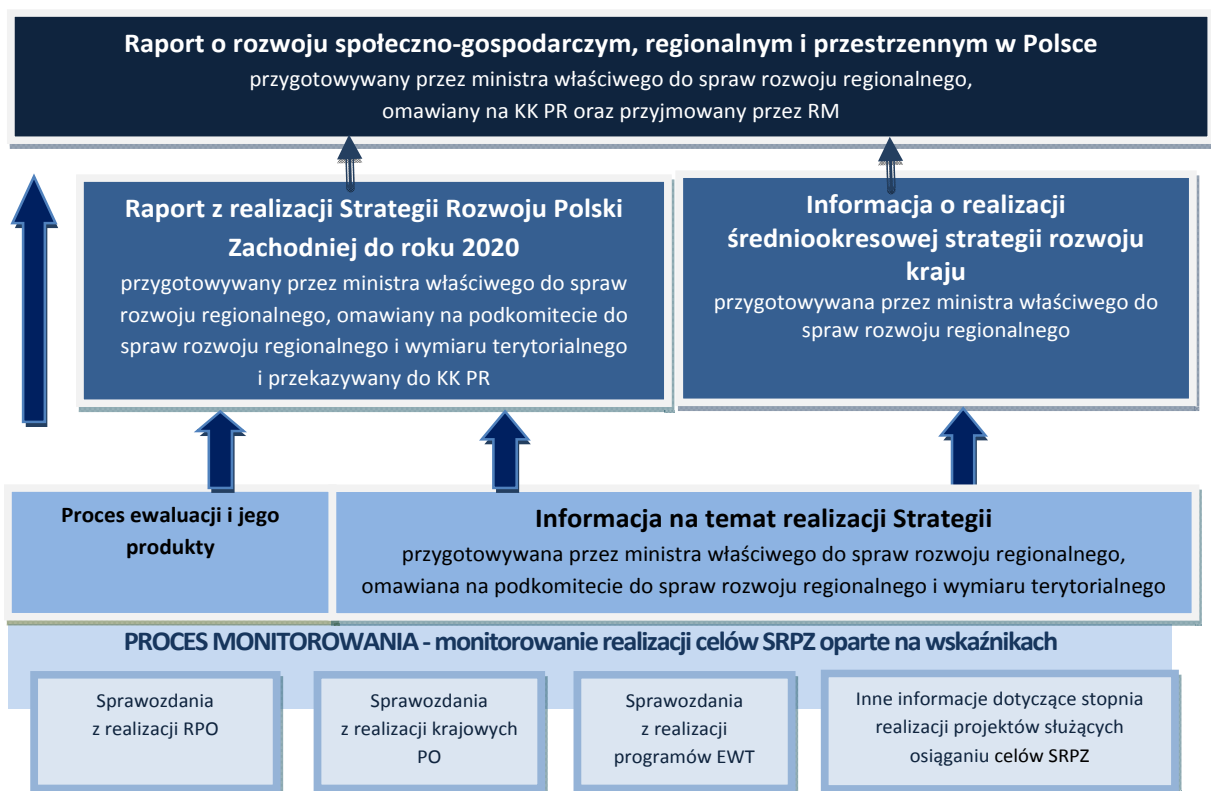 Raport o rozwoju społeczno-gospodarczym, regionalnym i przestrzennym w Polsce
przygotowywany przez ministra właściwego do spraw rozwoju regionalnego,
omawiany na KK PR oraz przyjmowany przez RM
Raport z realizacji Strategii Rozwoju Polski
Zachodniej do roku 2020
przygotowywany przez ministra właściwego do spraw
rozwoju regionalnego, omawiany na podkomitecie do
spraw rozwoju regionalnego i wymiaru terytorialnego
i przekazywany do KK PR
Informacja o realizacji
średniookresowej strategii rozwoju
kraju
przygotowywana przez ministra właściwego do
spraw rozwoju regionalnego
Proces ewaluacji i jego
produkty
Informacja na temat realizacji Strategii
przygotowywana przez ministra właściwego do spraw rozwoju regionalnego,
omawiana na podkomitecie do spraw rozwoju regionalnego i wymiaru terytorialnego
PROCES MONITOROWANIA - monitorowanie realizacji celów SRPZ oparte na wskaźnikach
Sprawozdania
z realizacji RPO
Sprawozdania
z realizacji krajowych
PO
Sprawozdania
z realizacji
programów EWT
Inne informacje dotyczące stopnia
realizacji projektów służących
osiąganiu celów SRPZ